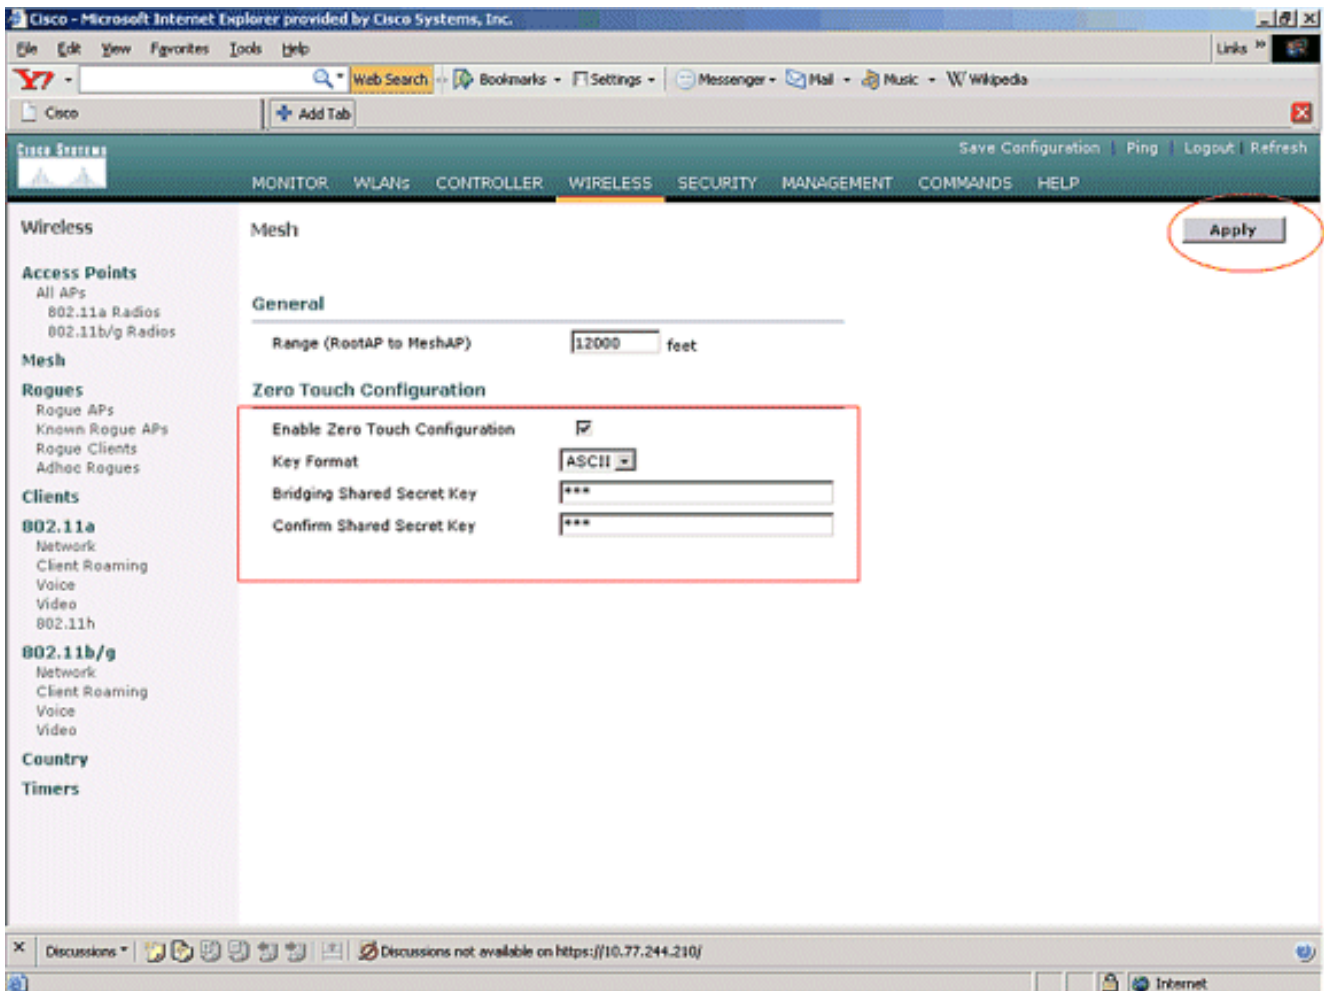 Cisco - Microsoft Internet Explorer provided by Cisco Systems, Inc.
File Edit View Favorites Tools Help Links »
Y7 Web Search Bookmarks Settings Messenger Mail Music W Wikipedia
Cisco Add Tab
Cisco Systems
Save Configuration | Ping | Logout | Refresh
MONITOR WLANs CONTROLLER WIRELESS SECURITY MANAGEMENT COMMANDS HELP
Wireless
Access Points
All APs
802.11a Radios
802.11b/g Radios
Mesh
Rogues
Rogue APs
Known Rogue APs
Rogue Clients
Adhoc Rogues
Clients
802.11a
Network
Client Roaming
Voice
Video
802.11h
802.11b/g
Network
Client Roaming
Voice
Video
Country
Timers
Mesh
Apply
General
Range (RootAP to MeshAP) 12000 feet
Zero Touch Configuration
Enable Zero Touch Configuration
Key Format ASCII
Bridging Shared Secret Key ***
Confirm Shared Secret Key ***
Discussions Discussions not available on https://10.77.244.210/
Internet